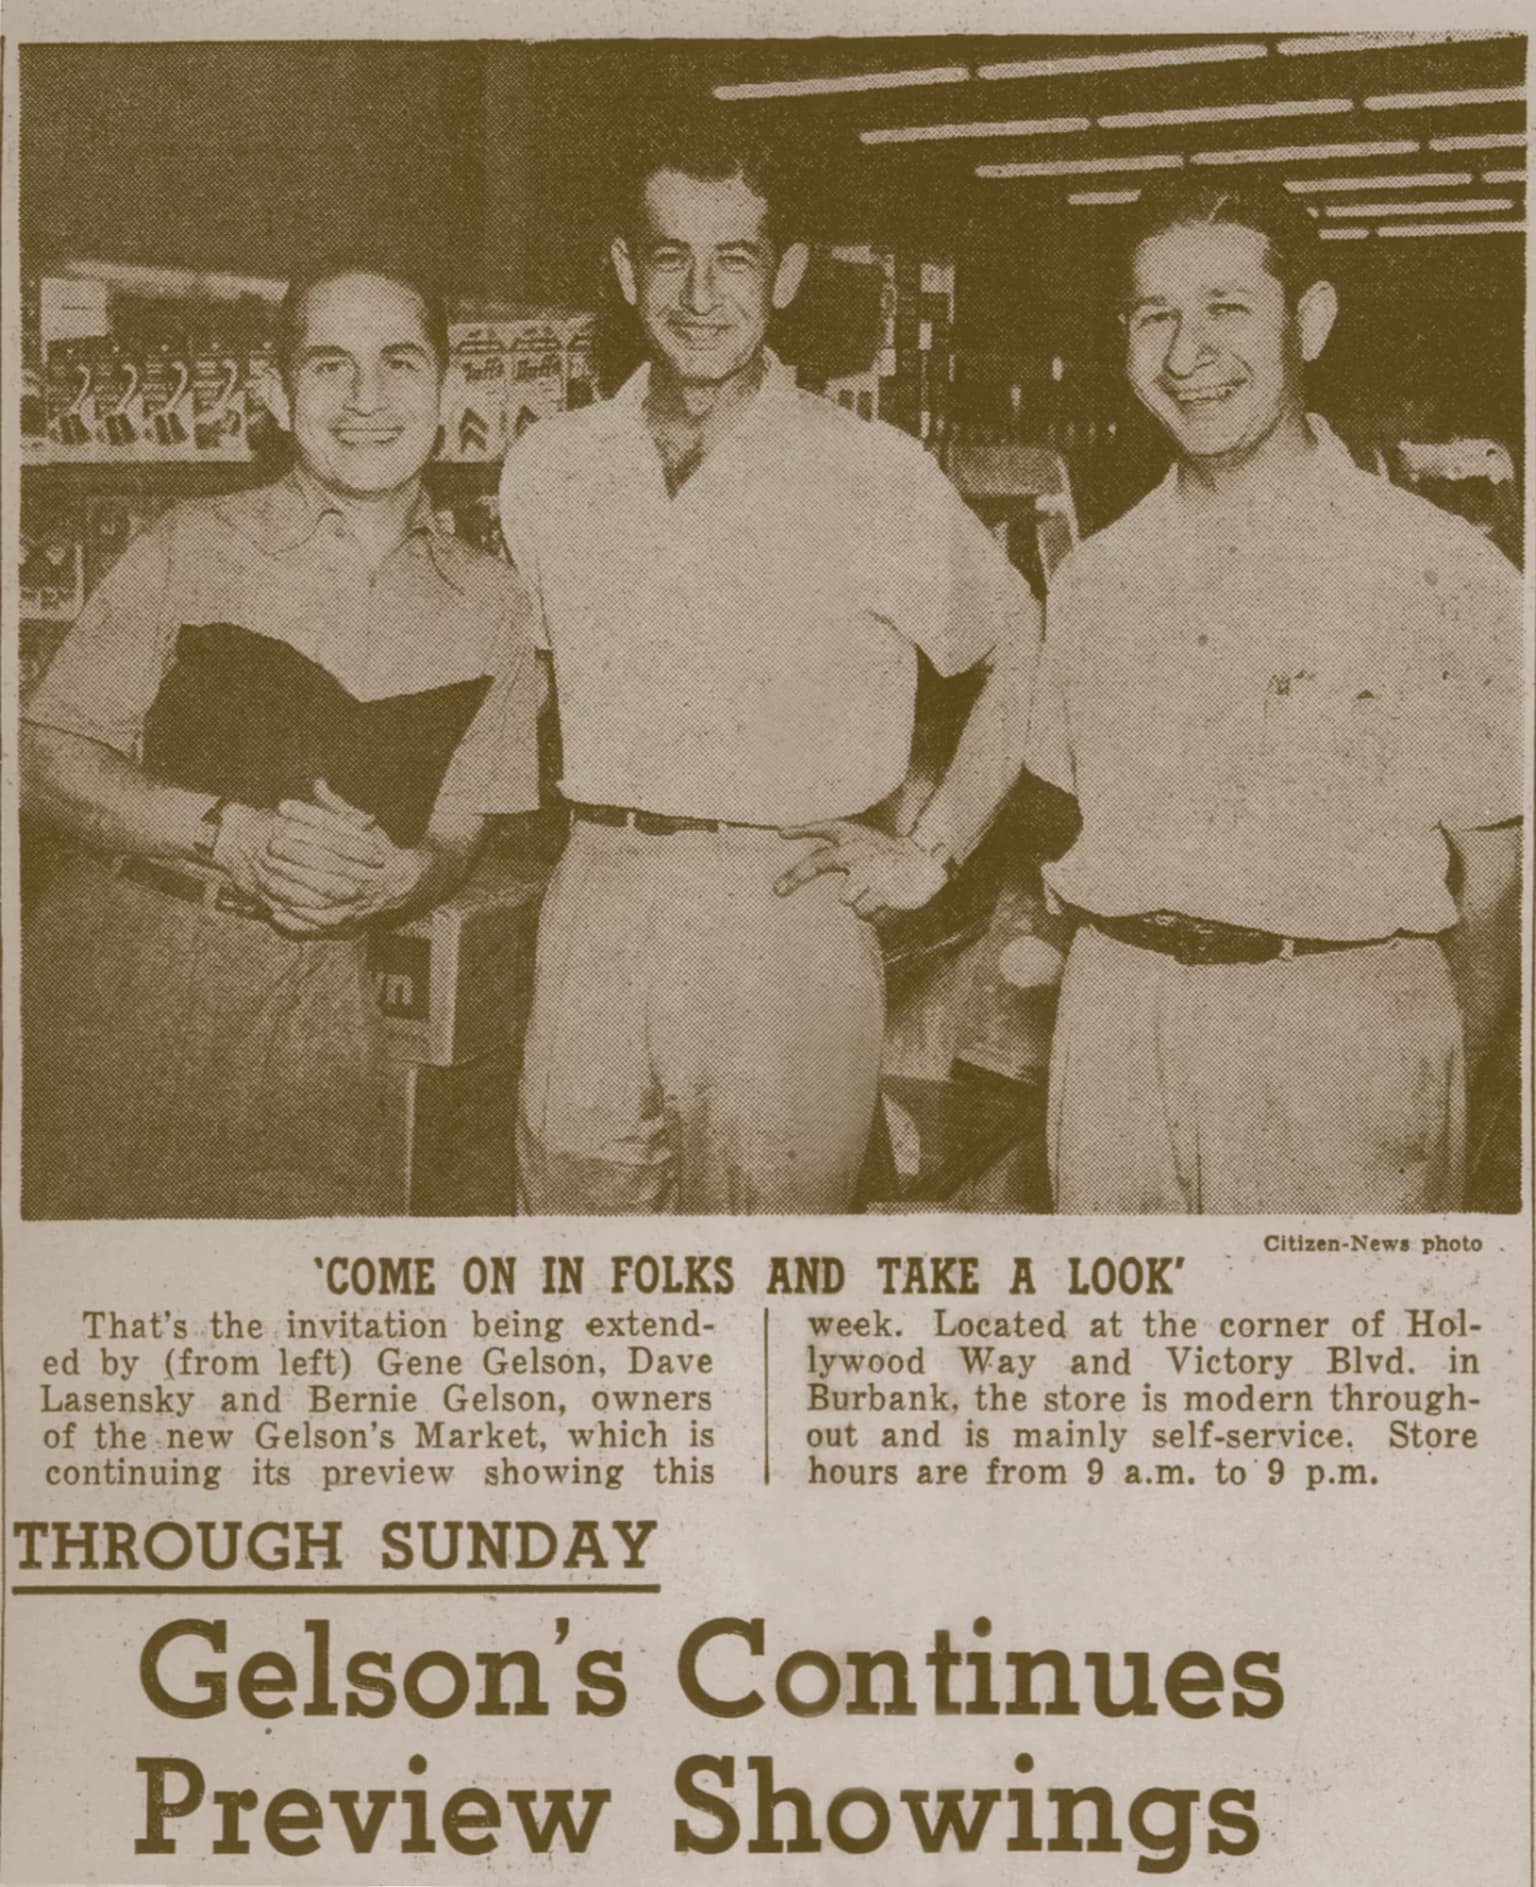 Citizen-News photo
'COME ON IN FOLKS AND TAKE A LOOK'
That's the invitation being extend-
ed by (from left) Gene Gelson, Dave
Lasensky and Bernie Gelson, owners
of the new Gelson's Market, which is
continuing its preview showing this
week. Located at the corner of Hol-
lywood Way and Victory Blvd. in
Burbank, the store is modern through-
out and is mainly self-service. Store
hours are from 9 a.m. to 9 p.m.
THROUGH SUNDAY
Gelson's Continues
Preview Showings